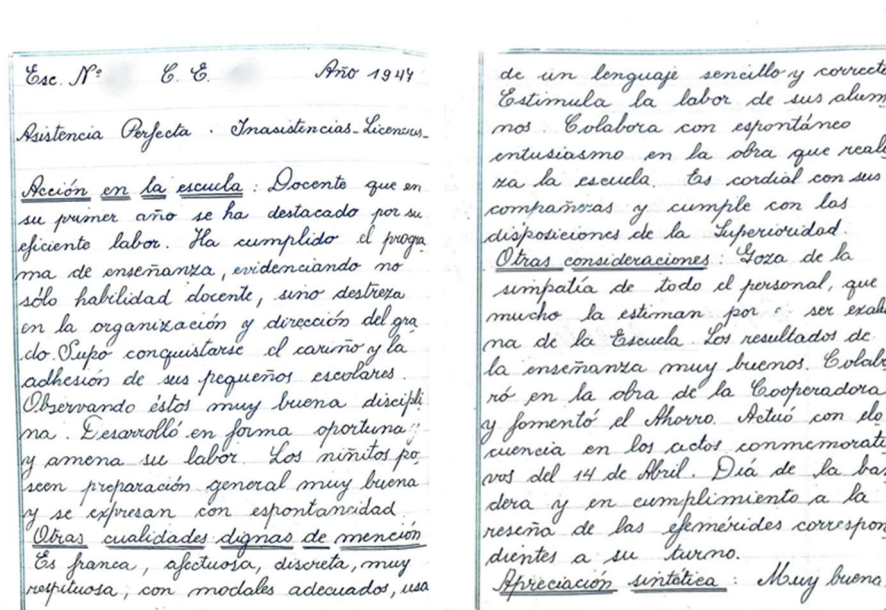 Esc. Nº C. E. Año 1947
Asistencia Perfecta . Inasistencias - Licencias -
Acción en la escuela : Docente que en
su primer año se ha destacado por su
eficiente labor. Ha cumplido el progra
ma de enseñanza, evidenciando no
sólo habilidad docente, sino destreza
en la organización y dirección del gra
do. Supo conquistarse el cariño y la
adhesión de sus pequeños escolares.
Observando éstos muy buena discipli
na. Desarrolló en forma oportuna
y amena su labor. Los niñitos po
seen preparación general muy buena
y se expresan con espontaneidad.
Otras cualidades dignas de mención
Es franca, afectuosa, discreta, muy
respetuosa; con modales adecuados, usa
de un lenguaje sencillo y correcto
Estimula la labor de sus alum
nos. Colabora con espontáneo
entusiasmo en la obra que reali
za la escuela. Es cordial con sus
compañeras y cumple con las
disposiciones de la Superioridad.
Otras consideraciones : Goza de la
simpatía de todo el personal, que
mucho la estiman por ser exalum
na de la Escuela. Los resultados de
la enseñanza muy buenos. Colabo
ró en la obra de la Cooperadora
y fomentó el Ahorro. Actuó con elo
cuencia en los actos conmemorati
vos del 14 de Abril. Día de la ban
dera y en cumplimiento a la
reseña de las efemérides correspon
dientes a su turno.
Apreciación sintética : Muy buena